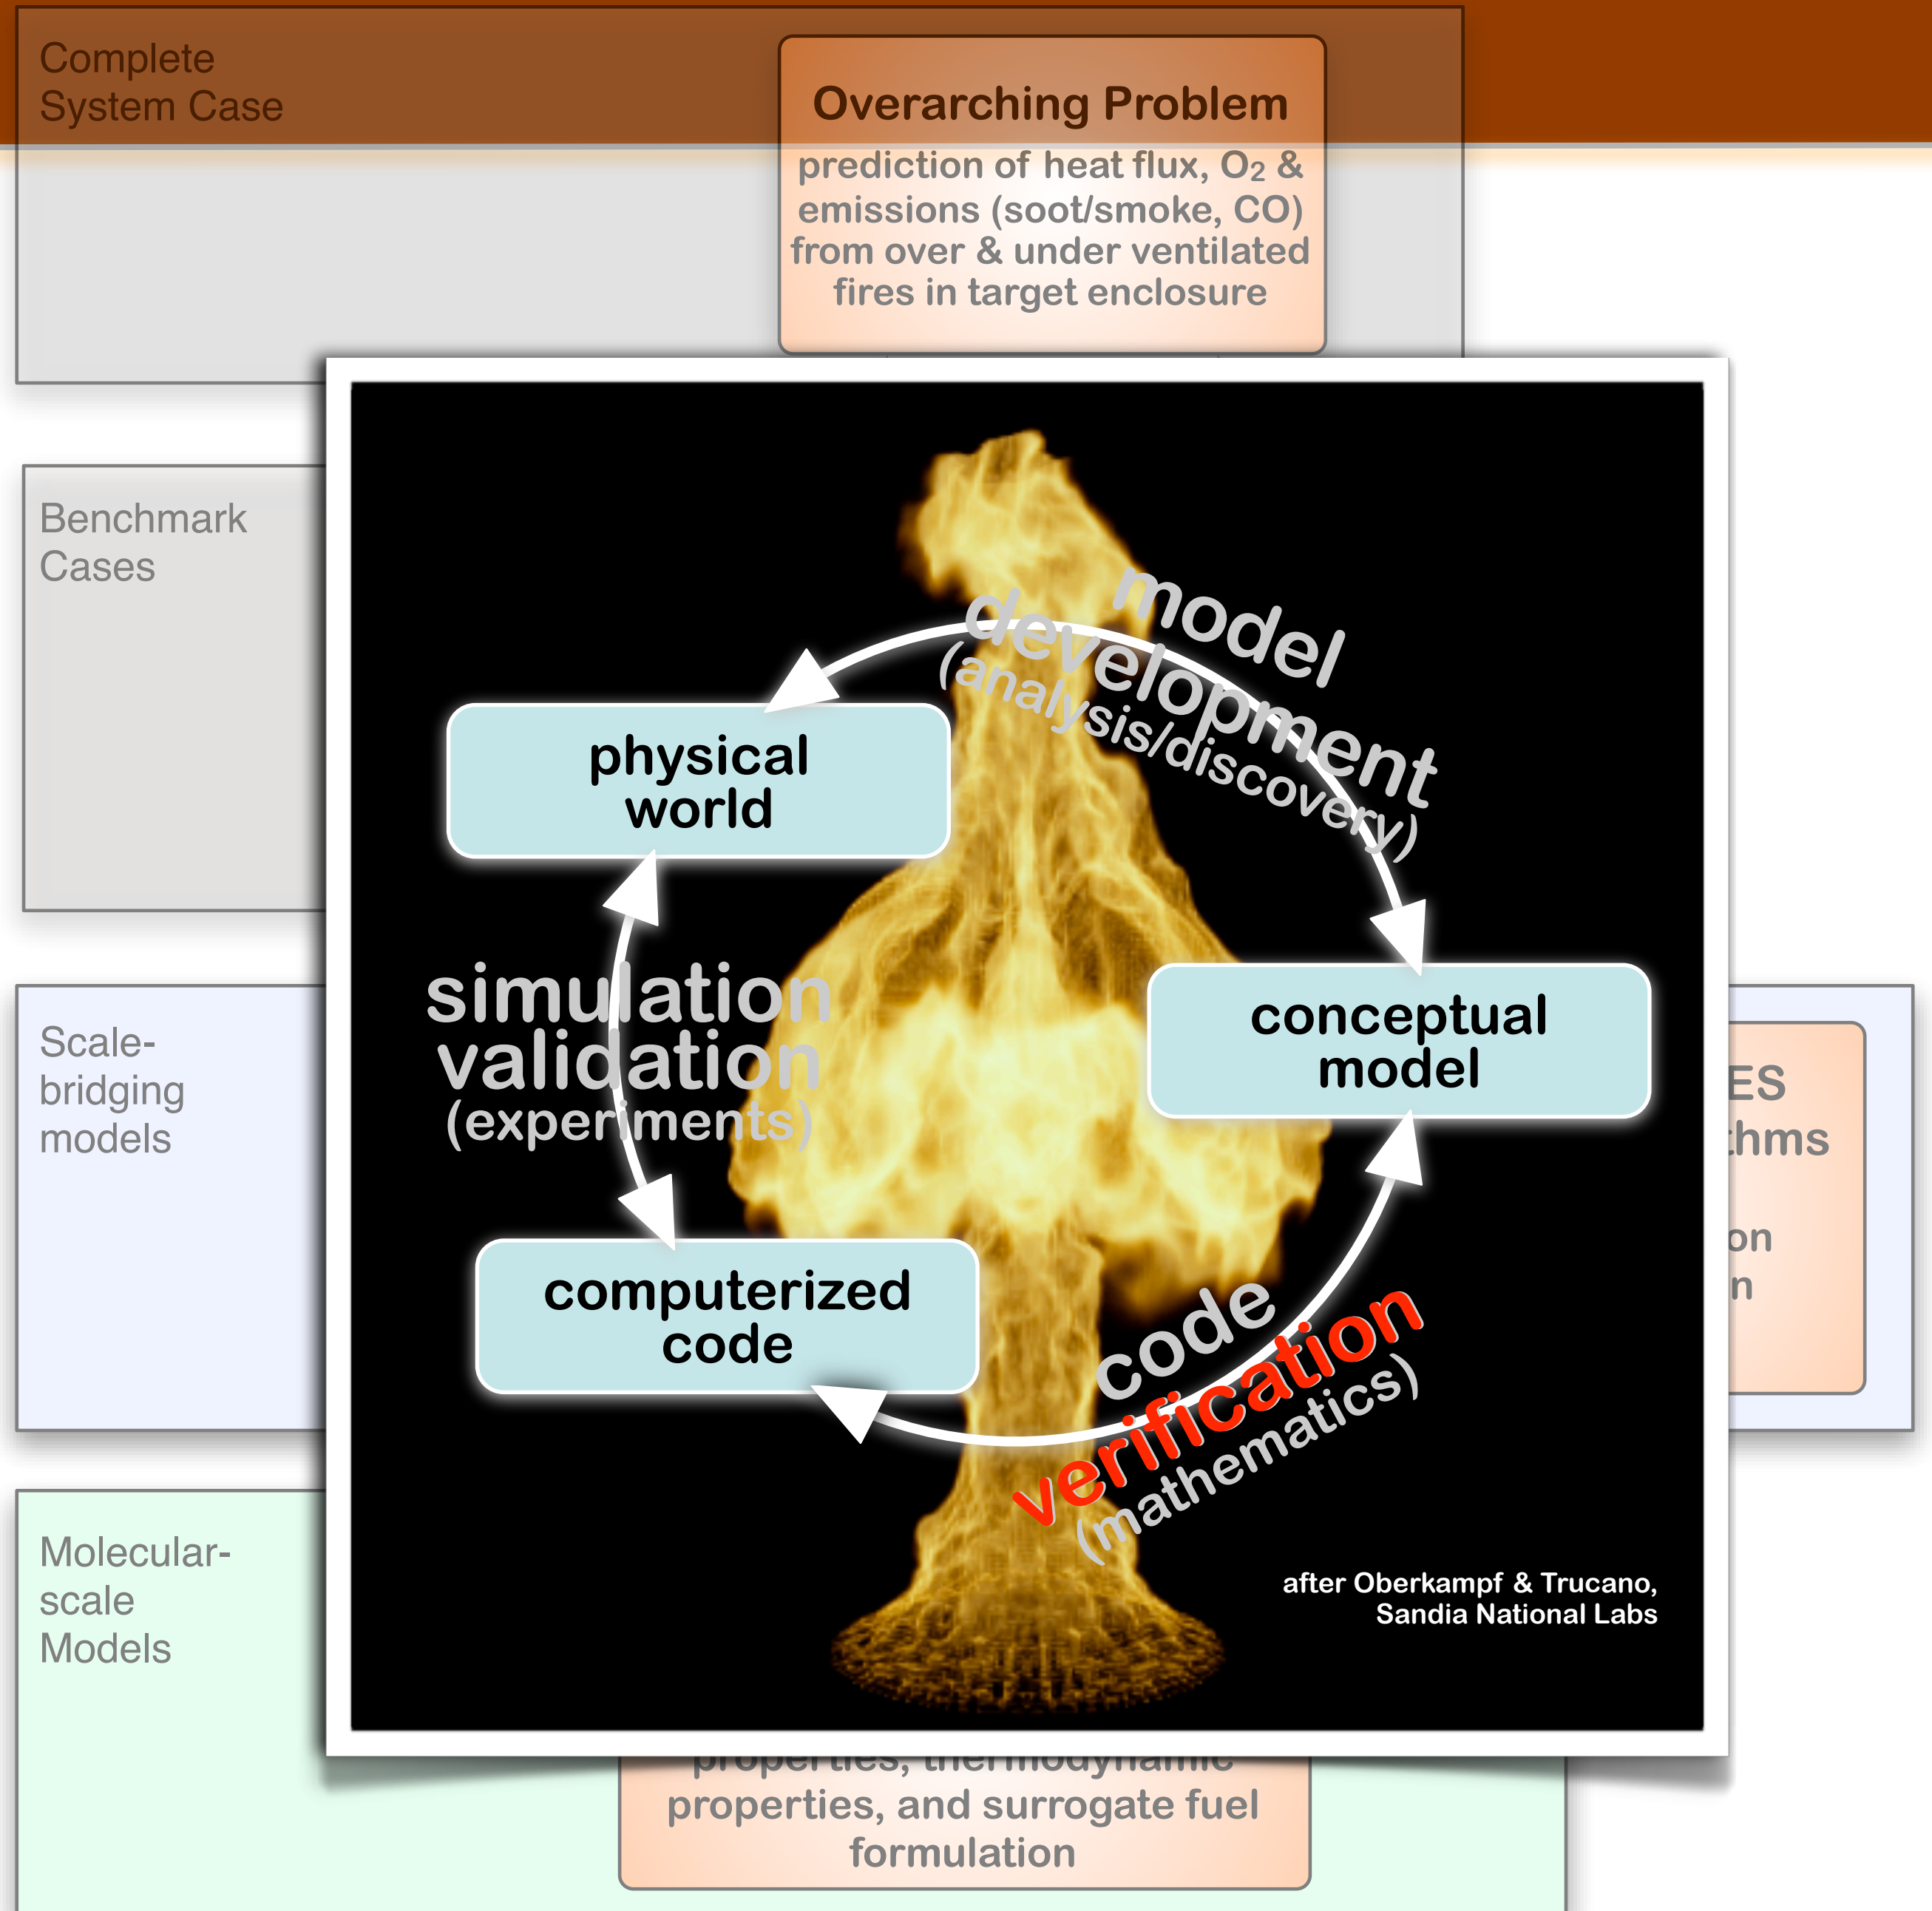 Complete
System Case
Overarching Problem
prediction of heat flux, O₂ &
emissions (soot/smoke, CO)
from over & under ventilated
fires in target enclosure
Benchmark
Cases
model
development
(analysis/discovery)
physical
world
simulation
validation
(experiments)
conceptual
model
computerized
code
code
verification
(mathematics)
after Oberkampf & Trucano,
Sandia National Labs
Scale-
bridging
models
Molecular-
scale
Models
properties, thermodynamic
properties, and surrogate fuel
formulation